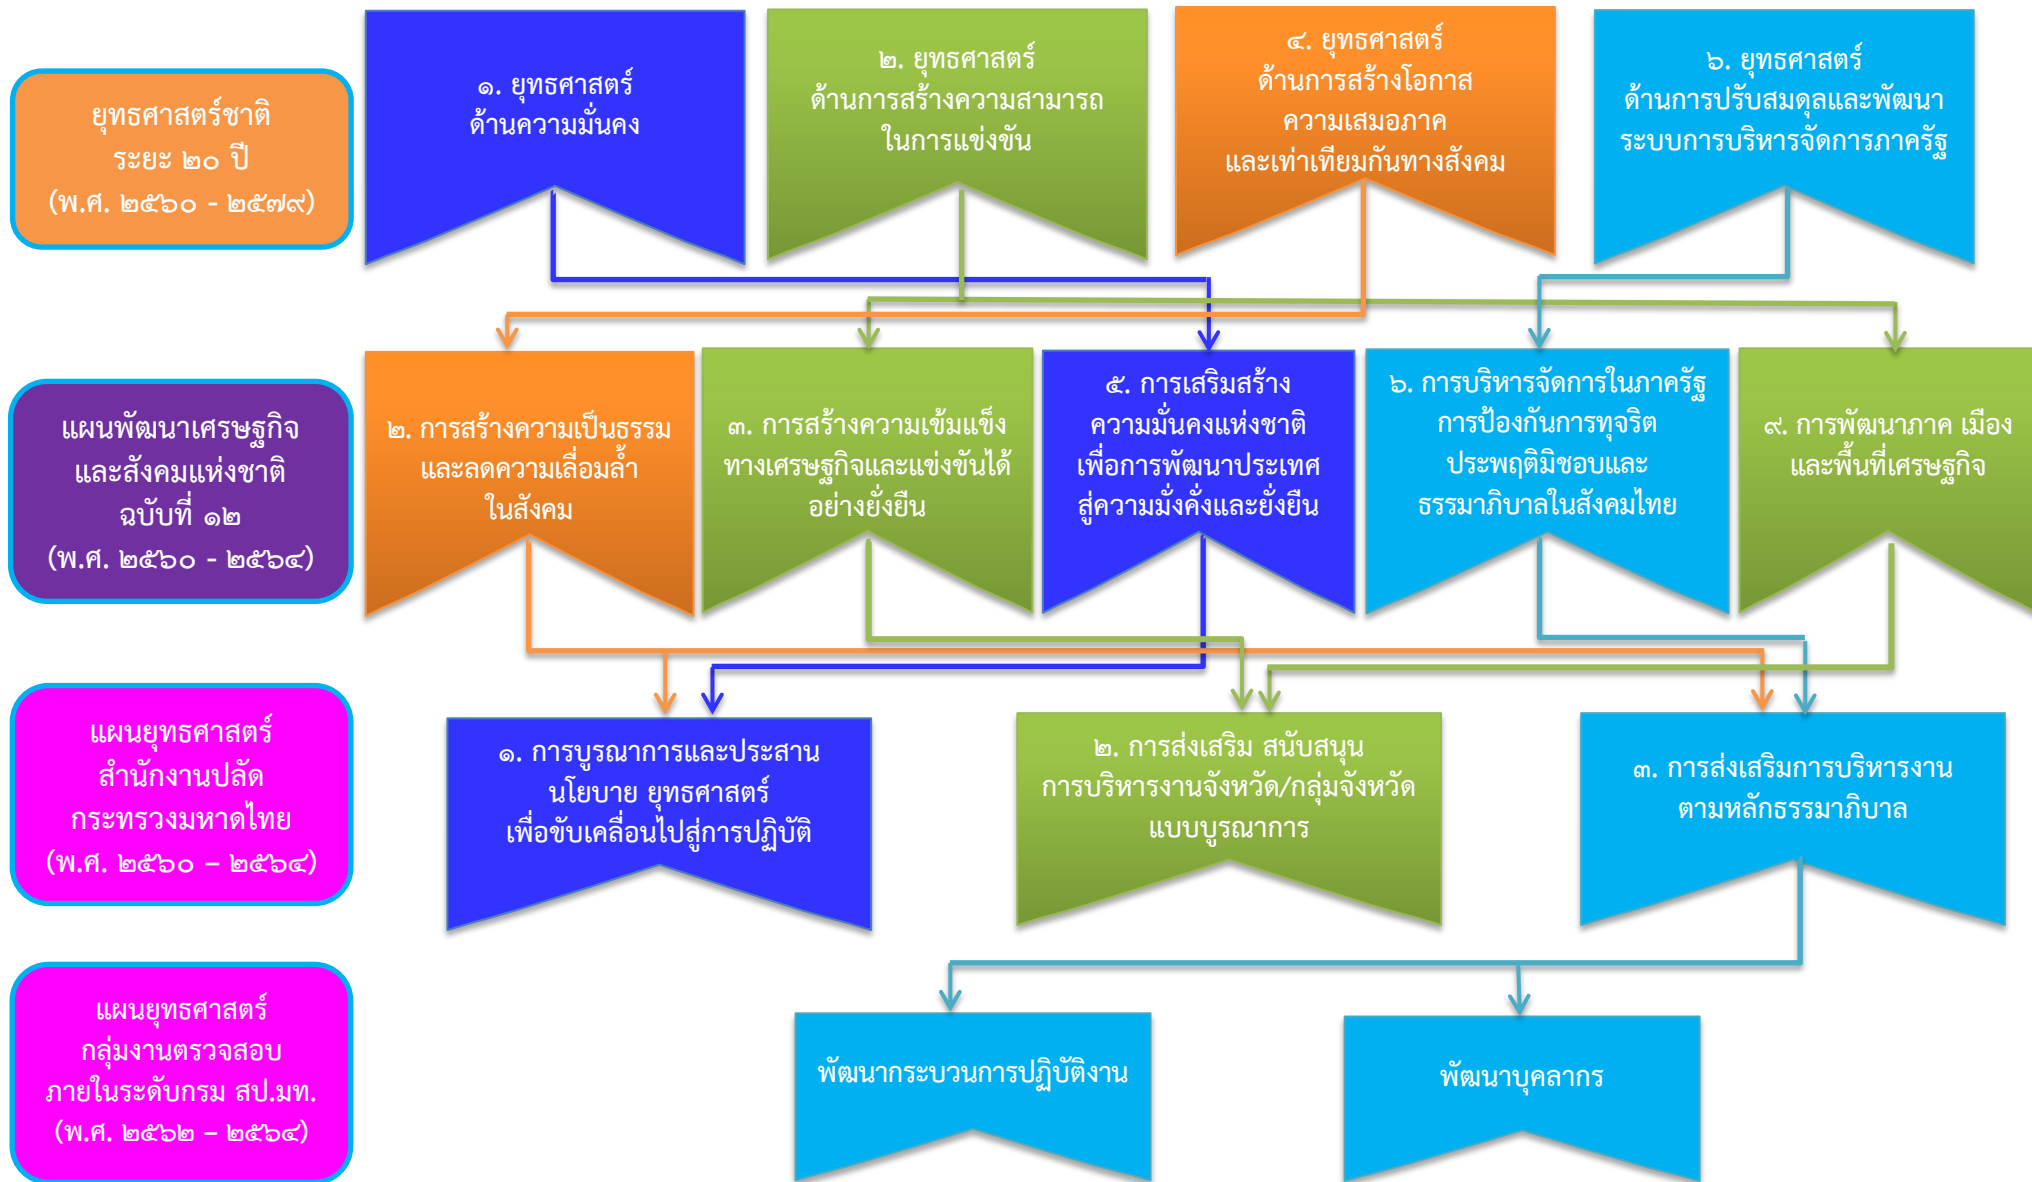 ยุทธศาสตร์ชาติ
ระยะ ๒๐ ปี
(พ.ศ. ๒๕๖๐ - ๒๕๗๙)
๑. ยุทธศาสตร์
ด้านความมั่นคง
๒. ยุทธศาสตร์
ด้านการสร้างความสามารถ
ในการแข่งขัน
๔. ยุทธศาสตร์
ด้านการสร้างโอกาส
ความเสมอภาค
และเท่าเทียมกันทางสังคม
๖. ยุทธศาสตร์
ด้านการปรับสมดุลและพัฒนา
ระบบการบริหารจัดการภาครัฐ
แผนพัฒนาเศรษฐกิจ
และสังคมแห่งชาติ
ฉบับที่ ๑๒
(พ.ศ. ๒๕๖๐ - ๒๕๖๔)
๒. การสร้างความเป็นธรรม
และลดความเลื่อมล้ำ
ในสังคม
๓. การสร้างความเข้มแข็ง
ทางเศรษฐกิจและแข่งขันได้
อย่างยั่งยืน
๕. การเสริมสร้าง
ความมั่นคงแห่งชาติ
เพื่อการพัฒนาประเทศ
สู่ความมั่งคั่งและยั่งยืน
๖. การบริหารจัดการในภาครัฐ
การป้องกันการทุจริต
ประพฤติมิชอบและ
ธรรมาภิบาลในสังคมไทย
๙. การพัฒนาภาค เมือง
และพื้นที่เศรษฐกิจ
แผนยุทธศาสตร์
สำนักงานปลัด
กระทรวงมหาดไทย
(พ.ศ. ๒๕๖๐ – ๒๕๖๔)
๑. การบูรณาการและประสาน
นโยบาย ยุทธศาสตร์
เพื่อขับเคลื่อนไปสู่การปฏิบัติ
๒. การส่งเสริม สนับสนุน
การบริหารงานจังหวัด/กลุ่มจังหวัด
แบบบูรณาการ
๓. การส่งเสริมการบริหารงาน
ตามหลักธรรมาภิบาล
แผนยุทธศาสตร์
กลุ่มงานตรวจสอบ
ภายในระดับกรม สป.มท.
(พ.ศ. ๒๕๖๒ – ๒๕๖๔)
พัฒนากระบวนการปฏิบัติงาน
พัฒนาบุคลากร